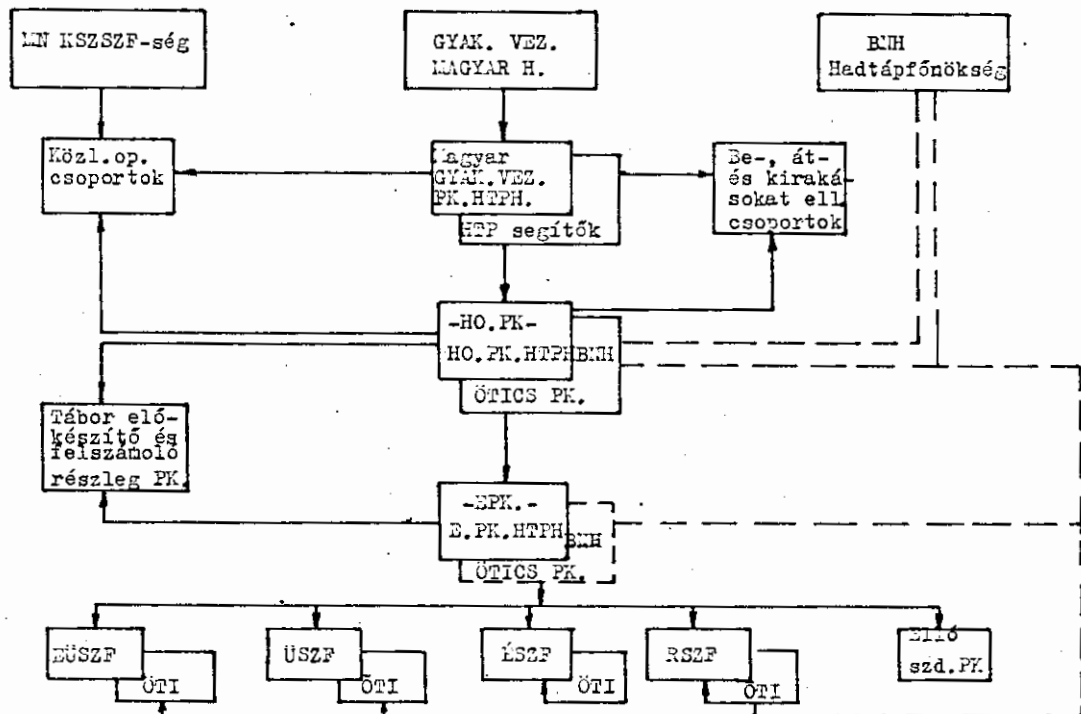 MN KSZSZF-ség
GYAK. VEZ.
MAGYAR H.
BNH
Hadtápfőnökség
Közl.op.
csoportok
Magyar
GYAK.VEZ.
PK.HTPH.
HTP segítők
Be-, át-
és kiraká-
sokat ell.
csoportok
-HO.PK-
HO.PK.HTPH
BNH
ÖTICS PK.
Tábor elő-
készítő és
felszámoló
részleg PK.
-EPK.-
E.PK.HTPH
BNH
ÖTICS PK.
EÜSZF
ÖTI
ÜSZF
ÖTI
ÉSZF
ÖTI
RSZF
ÖTI
Ellő
szd.PK